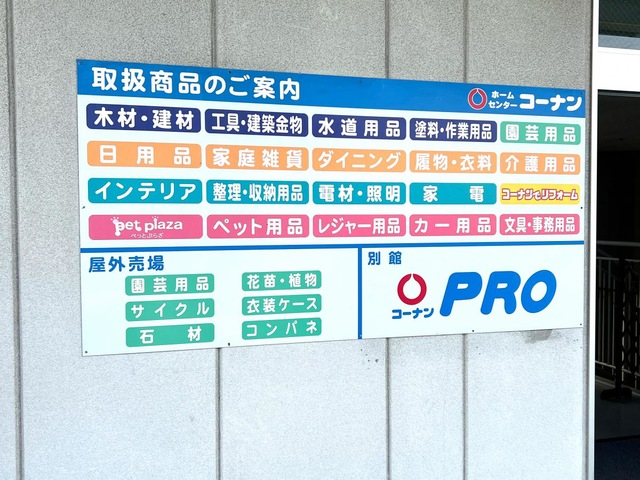 取扱商品のご案内
ホームセンター コーナン
木材・建材 工具・建築金物 水道用品 塗料・作業用品 園芸用品
日用品 家庭雑貨 ダイニング 履物・衣料 介護用品
インテリア 整理・収納用品 電材・照明 家電 コーナンでリフォーム
pet plaza ペット用品 レジャー用品 カー用品 文具・事務用品
ぺっとぷらざ
屋外売場
園芸用品 花苗・植物
サイクル 衣装ケース
石材 コンパネ
別館
コーナン PRO